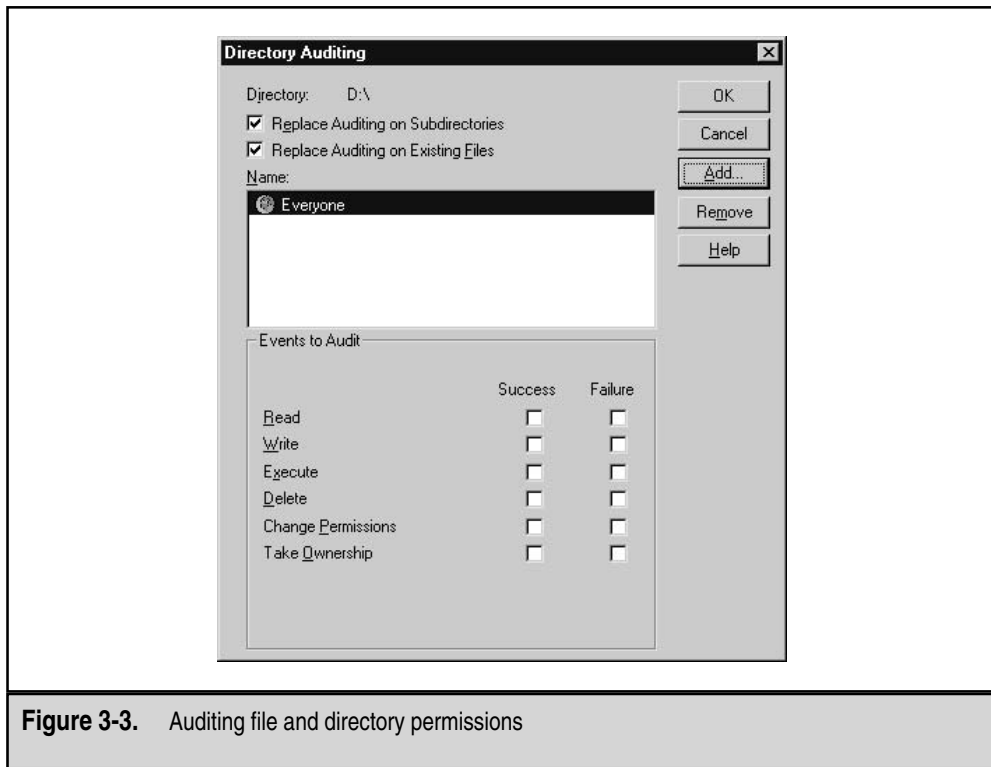 Directory Auditing
Directory: D:\
OK
Replace Auditing on Subdirectories
Cancel
Replace Auditing on Existing Files
Add...
Name:
Everyone
Remove
Help
Events to Audit
Success Failure
Read
Write
Execute
Delete
Change Permissions
Take Ownership
Figure 3-3. Auditing file and directory permissions